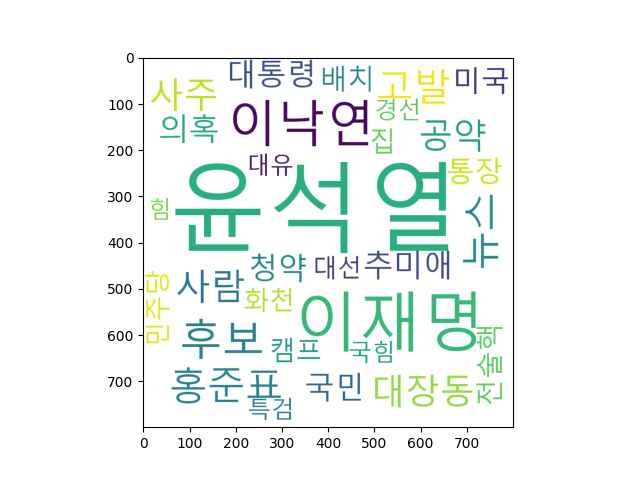 0
100
200
300
400
500
600
700
대통령
배치
고발
미국
사주
이낙연
경선
의혹
집
공약
대유
통장
윤석열
힘
뉴스
청약
대선
추미애
사람
화천
이재명
민주당
후보
캠프
국힘
전술핵
홍준표
국민
대장동
특검
0 100 200 300 400 500 600 700